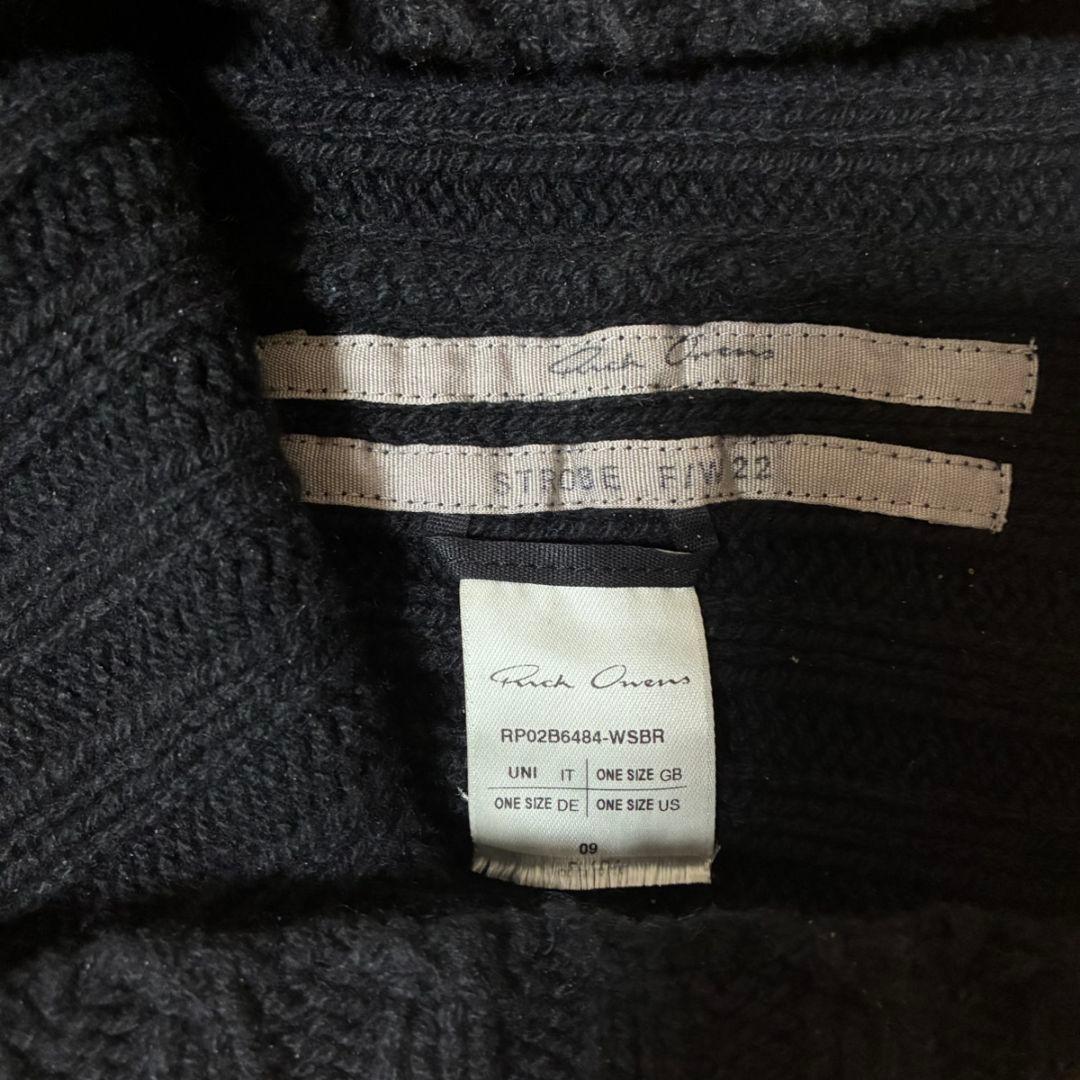 Rick Owens
STROBE F/W 22
Rick Owens
RP02B6484-WSBR
UNI IT ONE SIZE GB
ONE SIZE DE ONE SIZE US
09